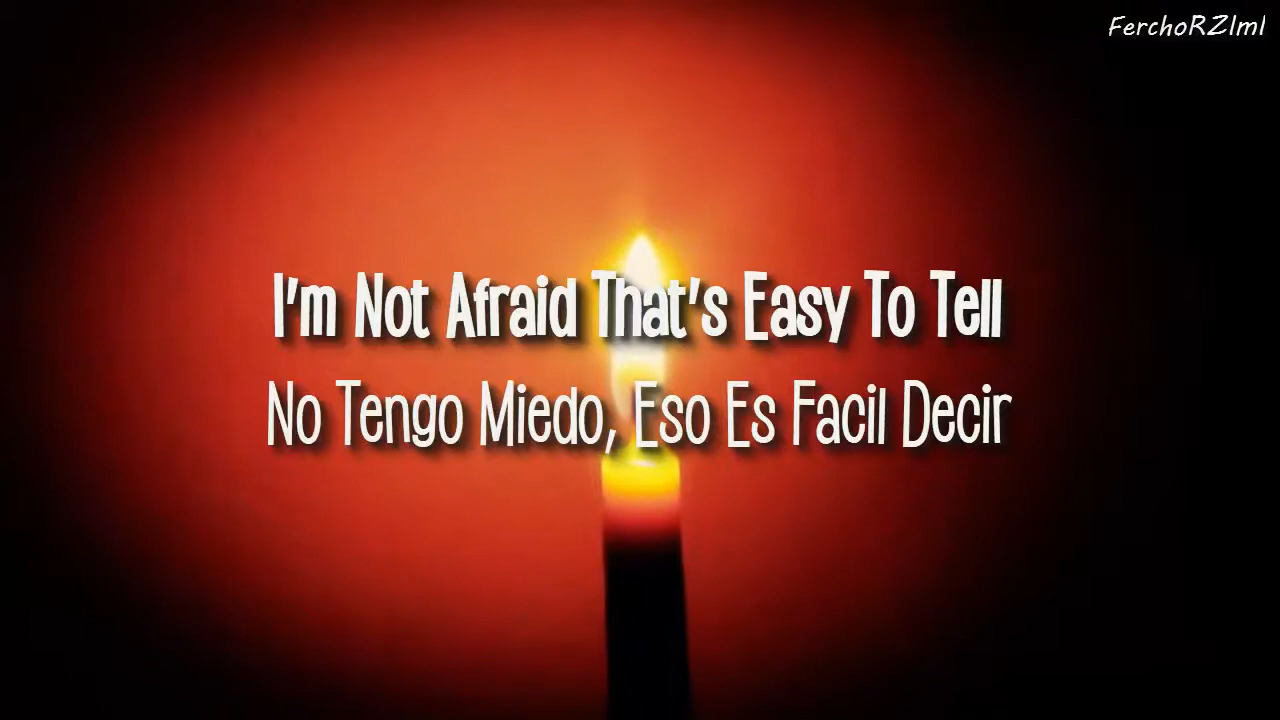 FerchoRZlml
I'm Not Afraid That's Easy To Tell
No Tengo Miedo, Eso Es Facil Decir